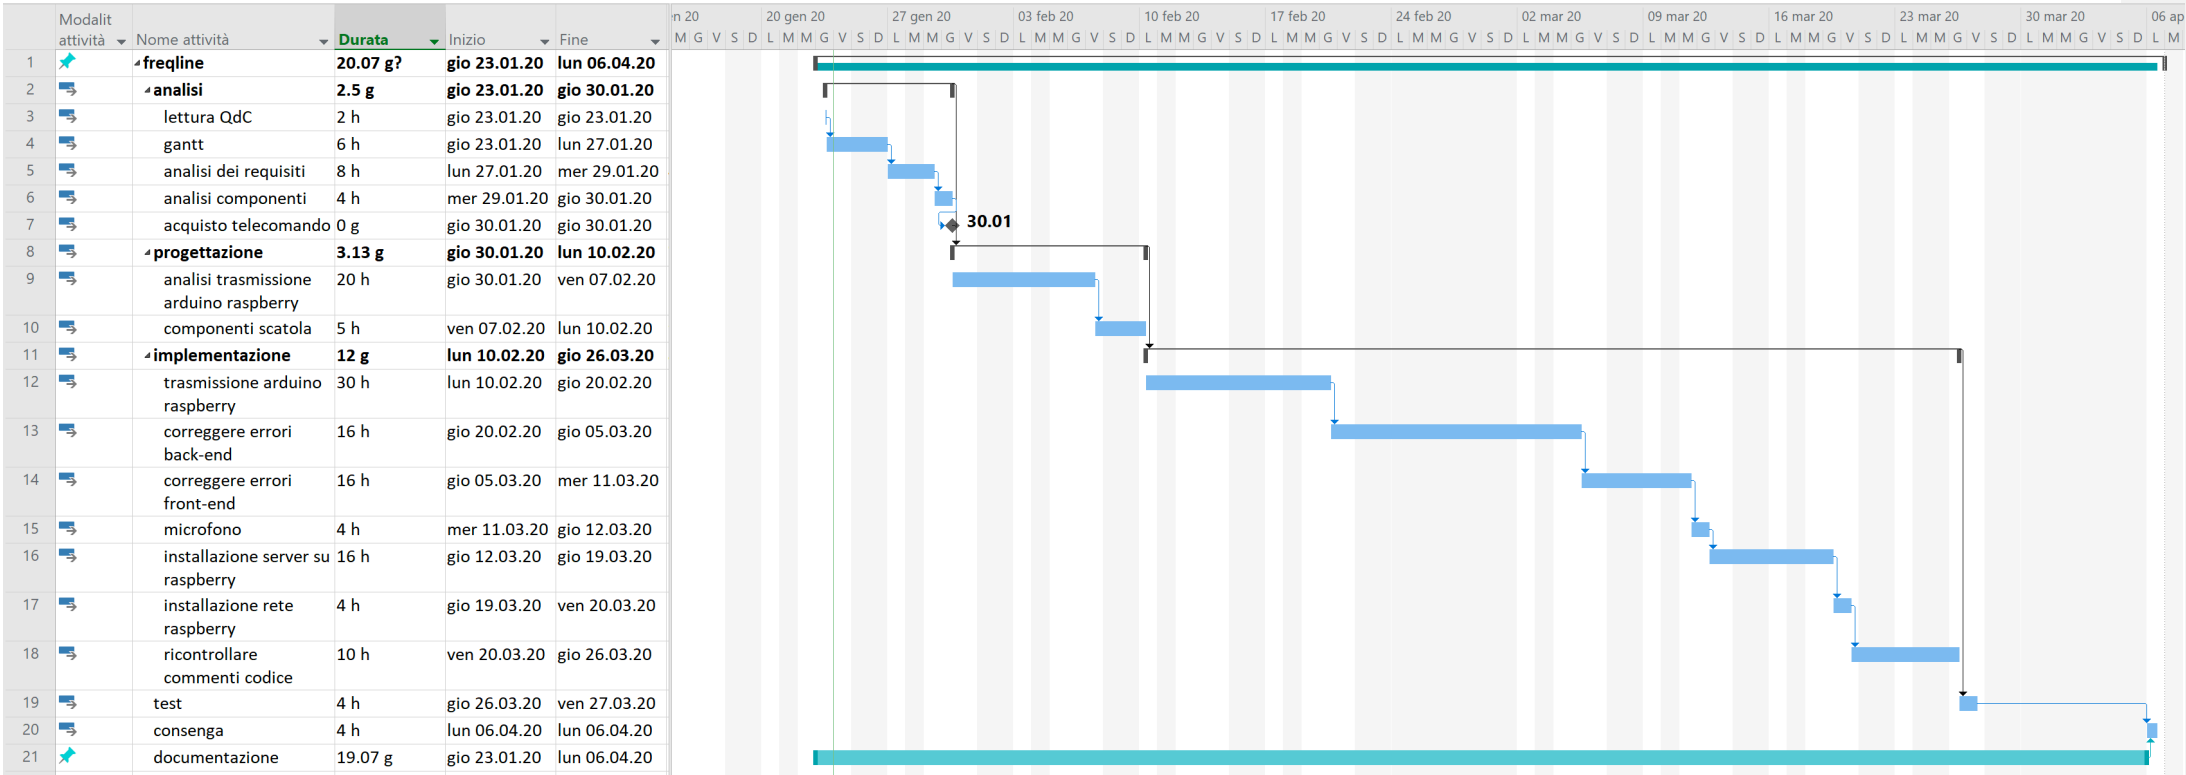 Modalit
attività Nome attività Durata Inizio Fine
n 20 20 gen 20 27 gen 20 03 feb 20 10 feb 20 17 feb 20 24 feb 20 02 mar 20 09 mar 20 16 mar 20 23 mar 20 30 mar 20 06 ap
M G V S D L M M G V S D L M M G V S D L M M G V S D L M M G V S D L M M G V S D L M M G V S D L M M G V S D L M M G V S D L M M G V S D L M M G V S D L M M G V S D L M
1 freqline 20.07 g? gio 23.01.20 lun 06.04.20
2 analisi 2.5 g gio 23.01.20 gio 30.01.20
3 lettura QdC 2 h gio 23.01.20 gio 23.01.20
4 gantt 6 h gio 23.01.20 lun 27.01.20
5 analisi dei requisiti 8 h lun 27.01.20 mer 29.01.20
6 analisi componenti 4 h mer 29.01.20 gio 30.01.20
7 acquisto telecomando 0 g gio 30.01.20 gio 30.01.20 30.01
8 progettazione 3.13 g gio 30.01.20 lun 10.02.20
9 analisi trasmissione 20 h gio 30.01.20 ven 07.02.20
arduino raspberry
10 componenti scatola 5 h ven 07.02.20 lun 10.02.20
11 implementazione 12 g lun 10.02.20 gio 26.03.20
12 trasmissione arduino 30 h lun 10.02.20 gio 20.02.20
raspberry
13 correggere errori 16 h gio 20.02.20 gio 05.03.20
back-end
14 correggere errori 16 h gio 05.03.20 mer 11.03.20
front-end
15 microfono 4 h mer 11.03.20 gio 12.03.20
16 installazione server su 16 h gio 12.03.20 gio 19.03.20
raspberry
17 installazione rete 4 h gio 19.03.20 ven 20.03.20
raspberry
18 ricontrollare 10 h ven 20.03.20 gio 26.03.20
commenti codice
19 test 4 h gio 26.03.20 ven 27.03.20
20 consenga 4 h lun 06.04.20 lun 06.04.20
21 documentazione 19.07 g gio 23.01.20 lun 06.04.20